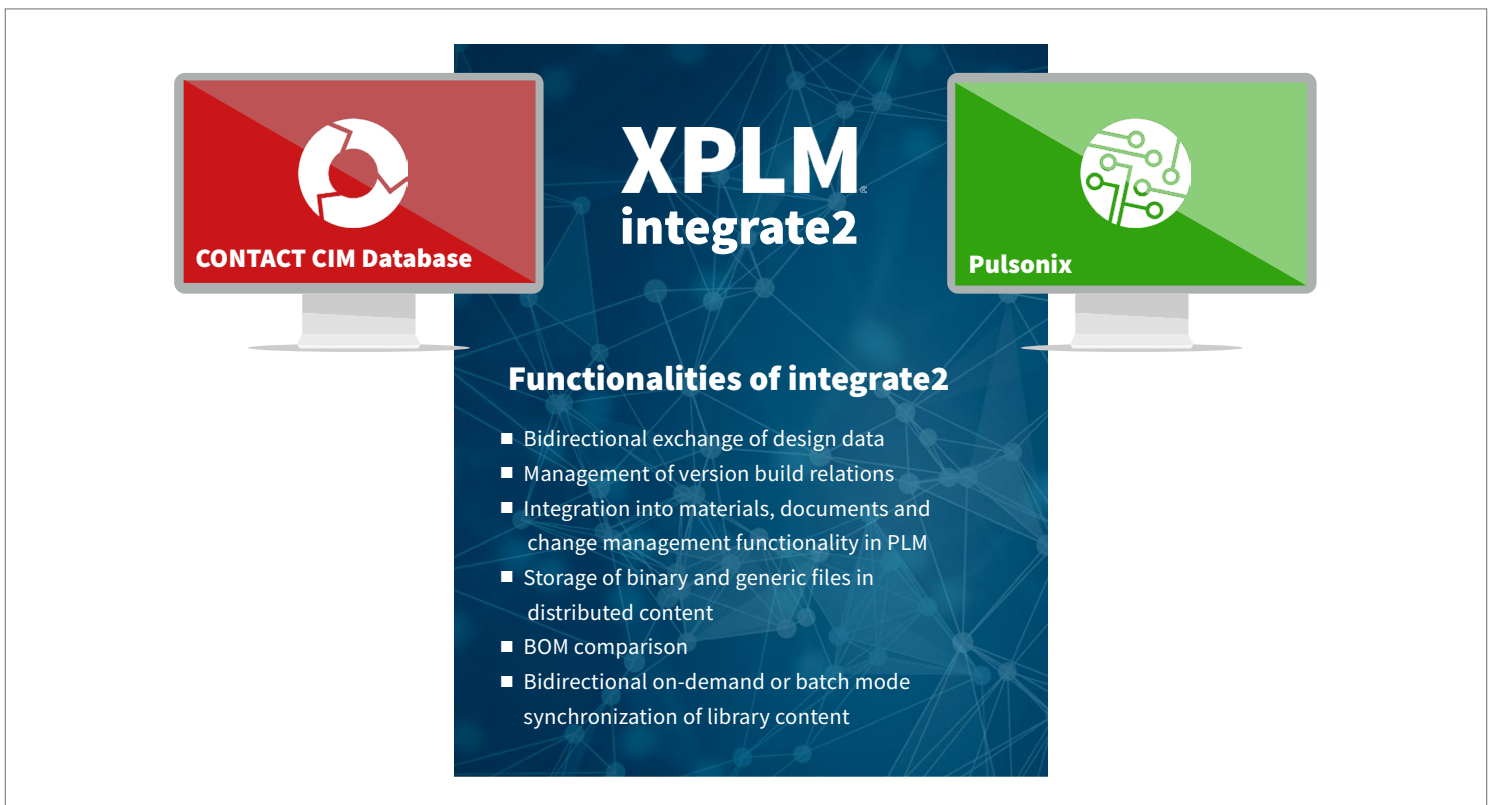 XPLM
integrate2
CONTACT CIM Database
Pulsonix
Functionalities of integrate2
Bidirectional exchange of design data
Management of version build relations
Integration into materials, documents and
change management functionality in PLM
Storage of binary and generic files in
distributed content
BOM comparison
Bidirectional on-demand or batch mode
synchronization of library content